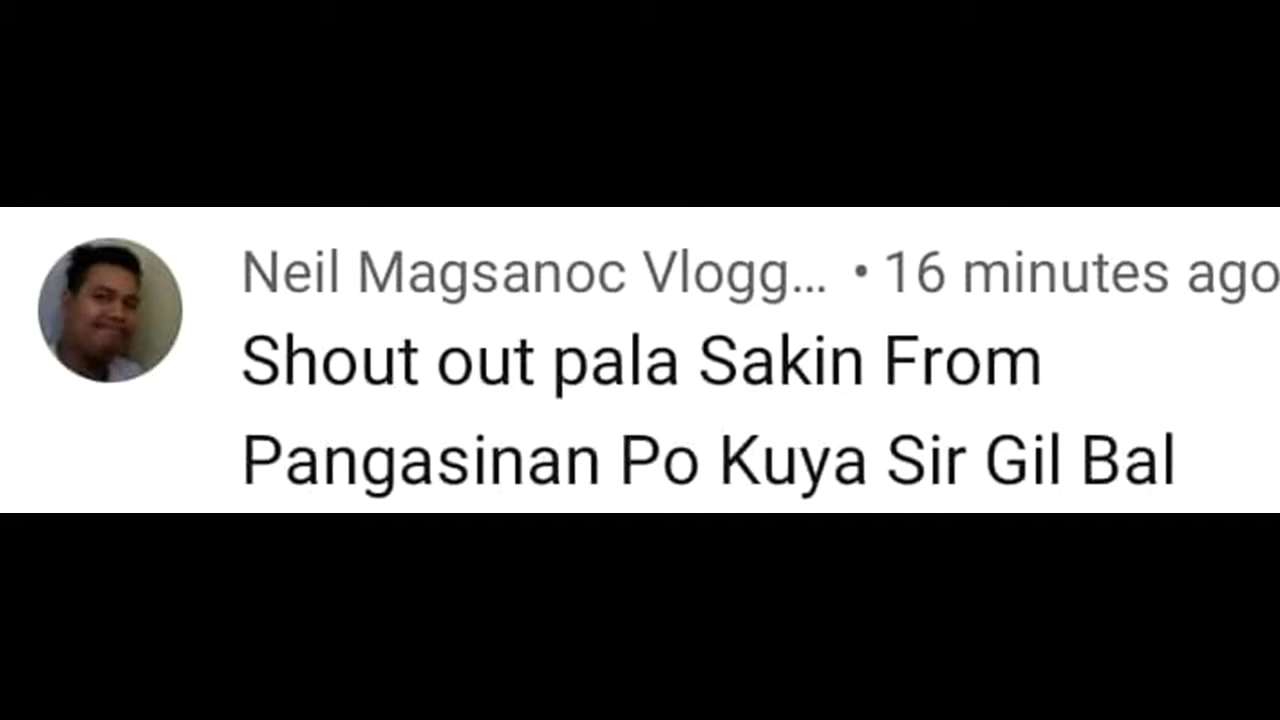 Neil Magsanoc Vlogg... • 16 minutes ago
Shout out pala Sakin From
Pangasinan Po Kuya Sir Gil Bal